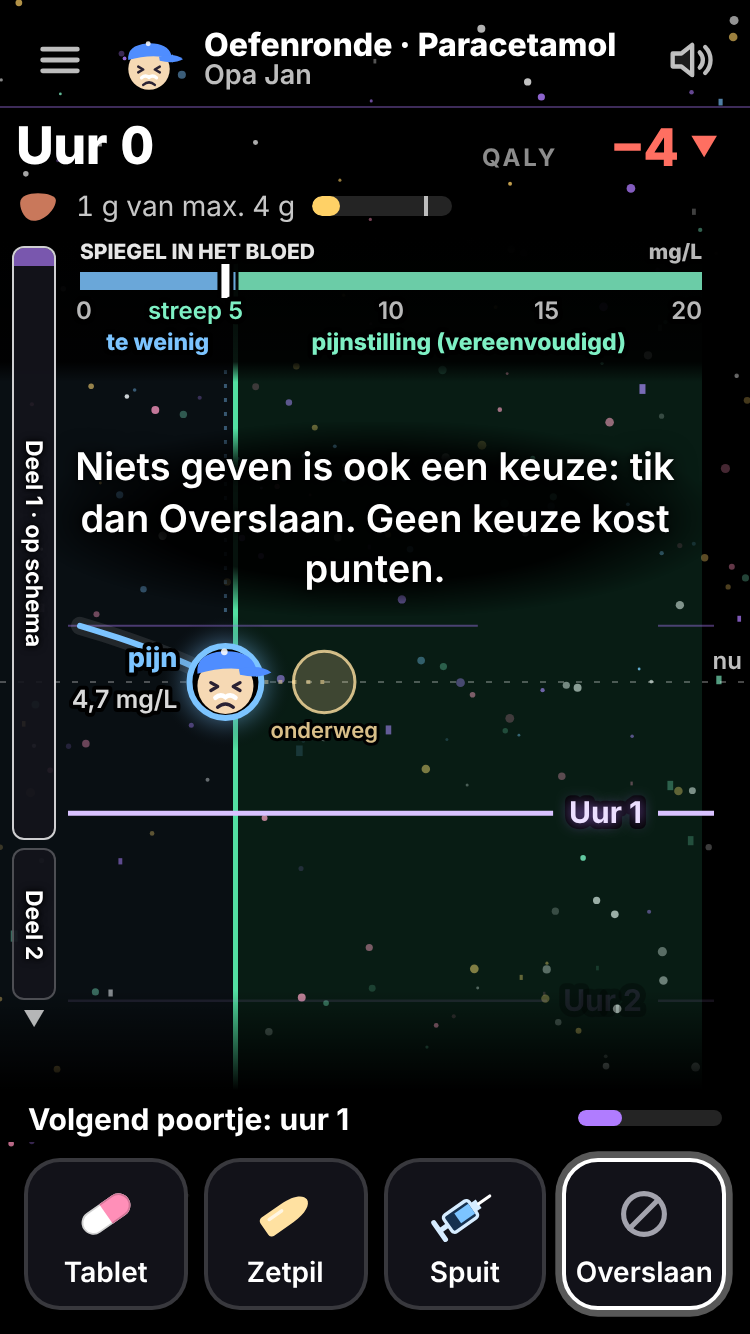 Oefenronde · Paracetamol
Opa Jan
Uur 0
QALY −4
1 g van max. 4 g
SPIEGEL IN HET BLOED mg/L
0 streep 5 10 15 20
te weinig pijnstilling (vereenvoudigd)
Deel 1 · op schema
Niets geven is ook een keuze: tik
dan Overslaan. Geen keuze kost
punten.
pijn
nu
4,7 mg/L
onderweg
Uur 1
Deel 2
Uur 2
Volgend poortje: uur 1
Tablet Zetpil Spuit Overslaan